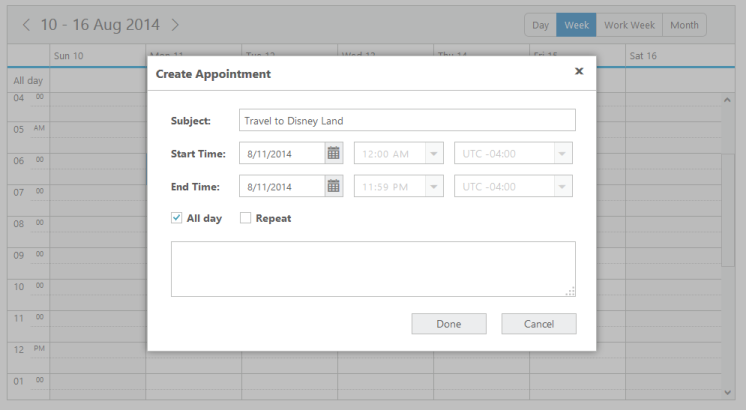 10 - 16 Aug 2014
Day Week Work Week Month
Sun 10 Mon 11 Tue 12 Wed 13 Thu 14 Fri 15 Sat 16
All day
Create Appointment
Subject: Travel to Disney Land
Start Time: 8/11/2014 12:00 AM UTC -04:00
End Time: 8/11/2014 11:59 PM UTC -04:00
All day Repeat
Done Cancel
04 00
05 AM
06 00
07 00
08 00
09 00
10 00
11 00
12 PM
01 00